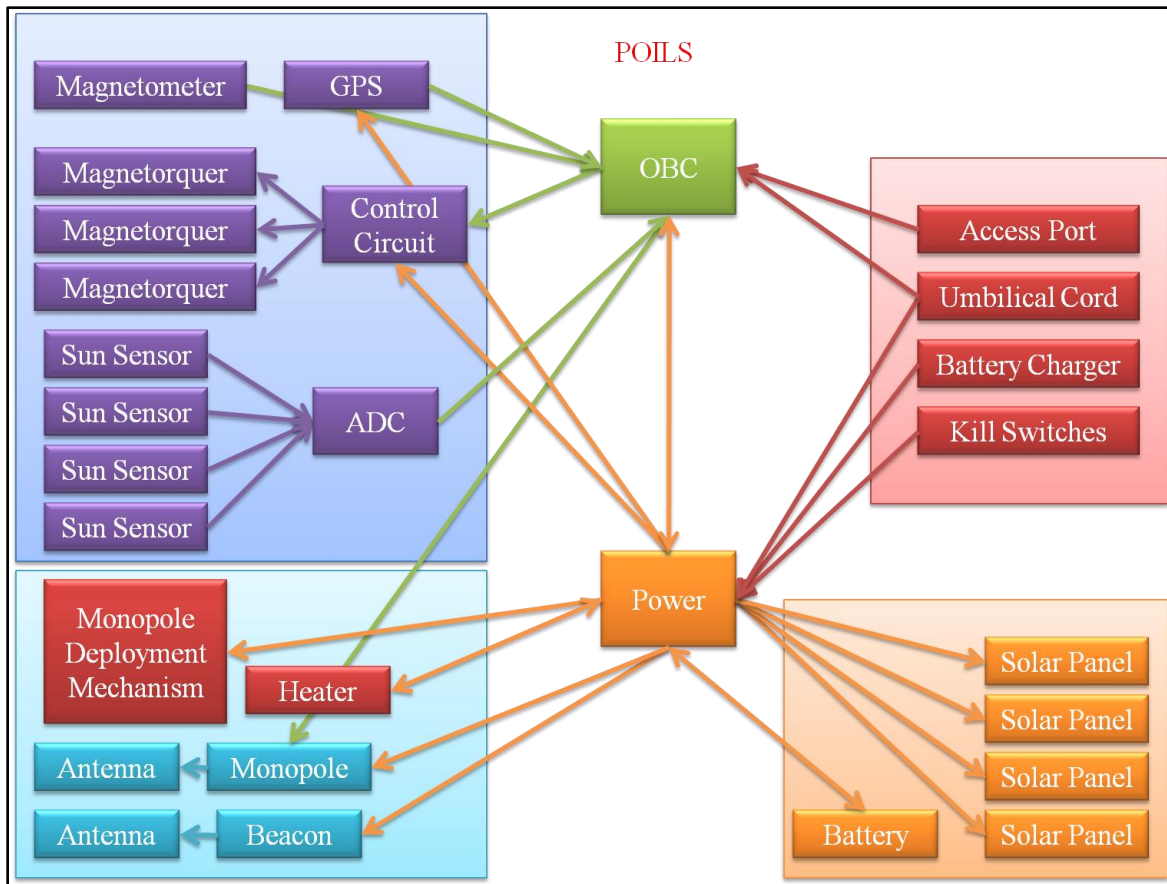 POILS
Magnetometer
GPS
OBC
Magnetorquer
Magnetorquer
Magnetorquer
Control
Circuit
Sun Sensor
Sun Sensor
Sun Sensor
Sun Sensor
ADC
Access Port
Umbilical Cord
Battery Charger
Kill Switches
Monopole
Deployment
Mechanism
Heater
Power
Antenna
Monopole
Antenna
Beacon
Solar Panel
Solar Panel
Solar Panel
Solar Panel
Battery